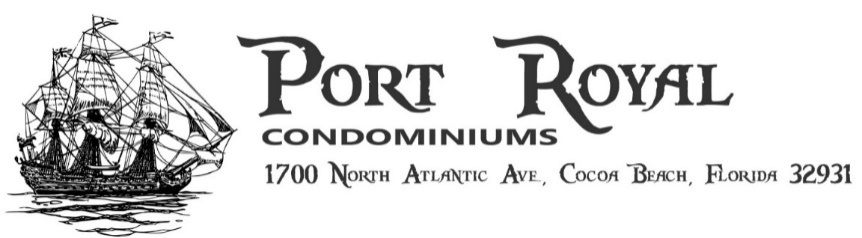 PORT ROYAL
CONDOMINIUMS
1700 NORTH ATLANTIC AVE, COCOA BEACH, FLORIDA 32931